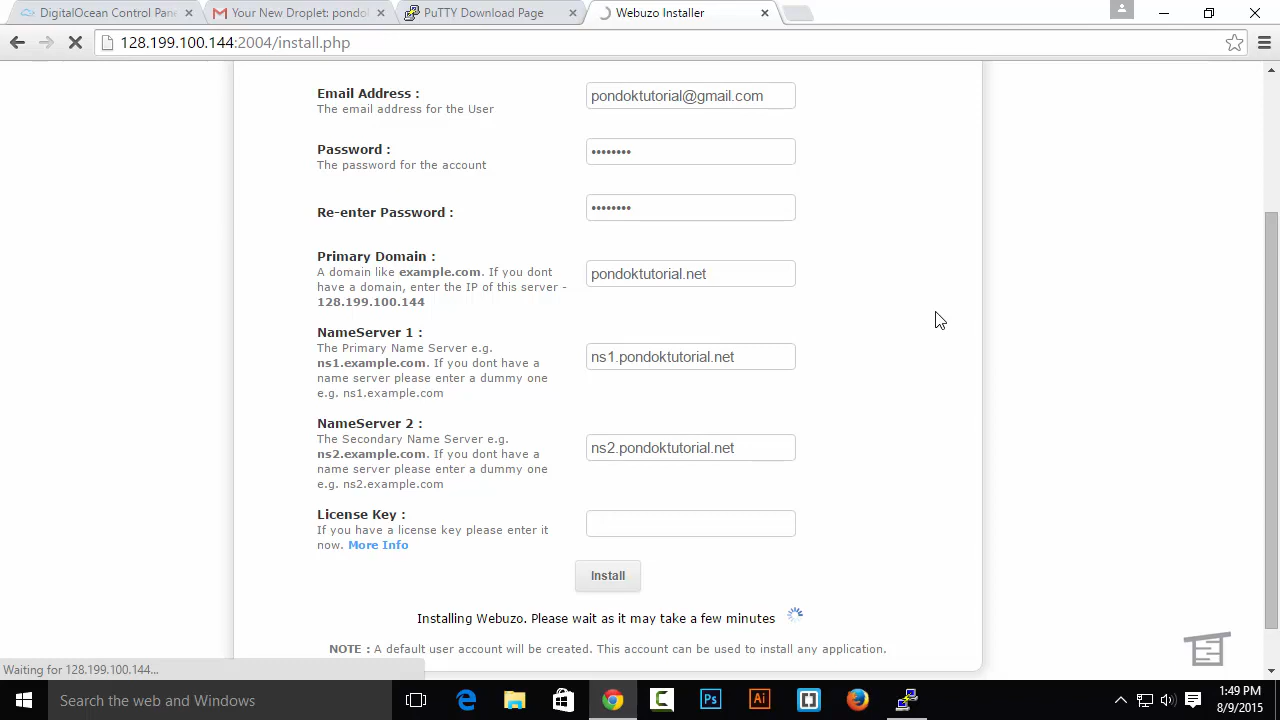 DigitalOcean Control Pane
Your New Droplet: pondo
PuTTY Download Page
Webuzo Installer
128.199.100.144:2004/install.php
Email Address :
The email address for the User
pondoktutorial@gmail.com
Password :
The password for the account
••••••••
Re-enter Password :
••••••••
Primary Domain :
A domain like example.com. If you dont
have a domain, enter the IP of this server -
128.199.100.144
pondoktutorial.net
NameServer 1 :
The Primary Name Server e.g.
ns1.example.com. If you dont have a
name server please enter a dummy one
e.g. ns1.example.com
ns1.pondoktutorial.net
NameServer 2 :
The Secondary Name Server e.g.
ns2.example.com. If you dont have a
name server please enter a dummy one
e.g. ns2.example.com
ns2.pondoktutorial.net
License Key :
If you have a license key please enter it
now. More Info
Install
Installing Webuzo. Please wait as it may take a few minutes
NOTE : A default user account will be created. This account can be used to install any application.
Waiting for 128.199.100.144...
Search the web and Windows
Ps
Ai
1:49 PM
8/9/2015